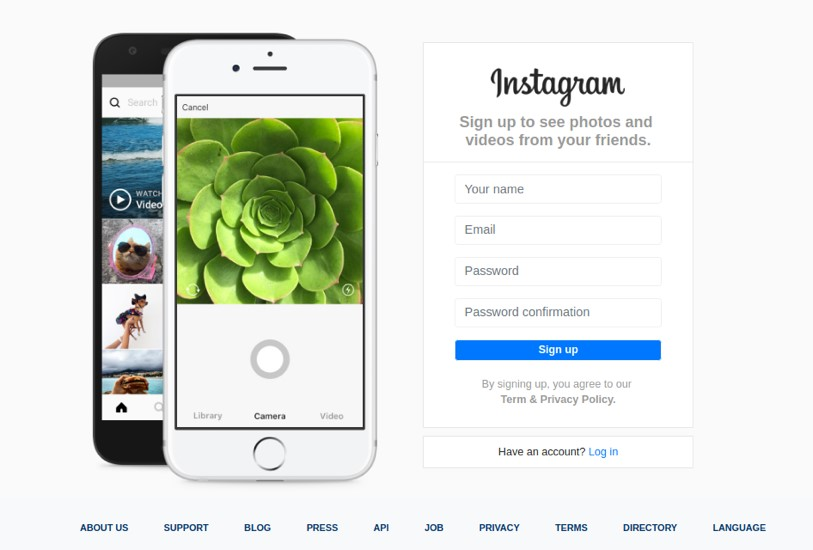 Search
WATCH
Video
Cancel
Library Camera Video
Instagram
Sign up to see photos and
videos from your friends.
Your name
Email
Password
Password confirmation
Sign up
By signing up, you agree to our
Term & Privacy Policy.
Have an account? Log in
ABOUT US SUPPORT BLOG PRESS API JOB PRIVACY TERMS DIRECTORY LANGUAGE